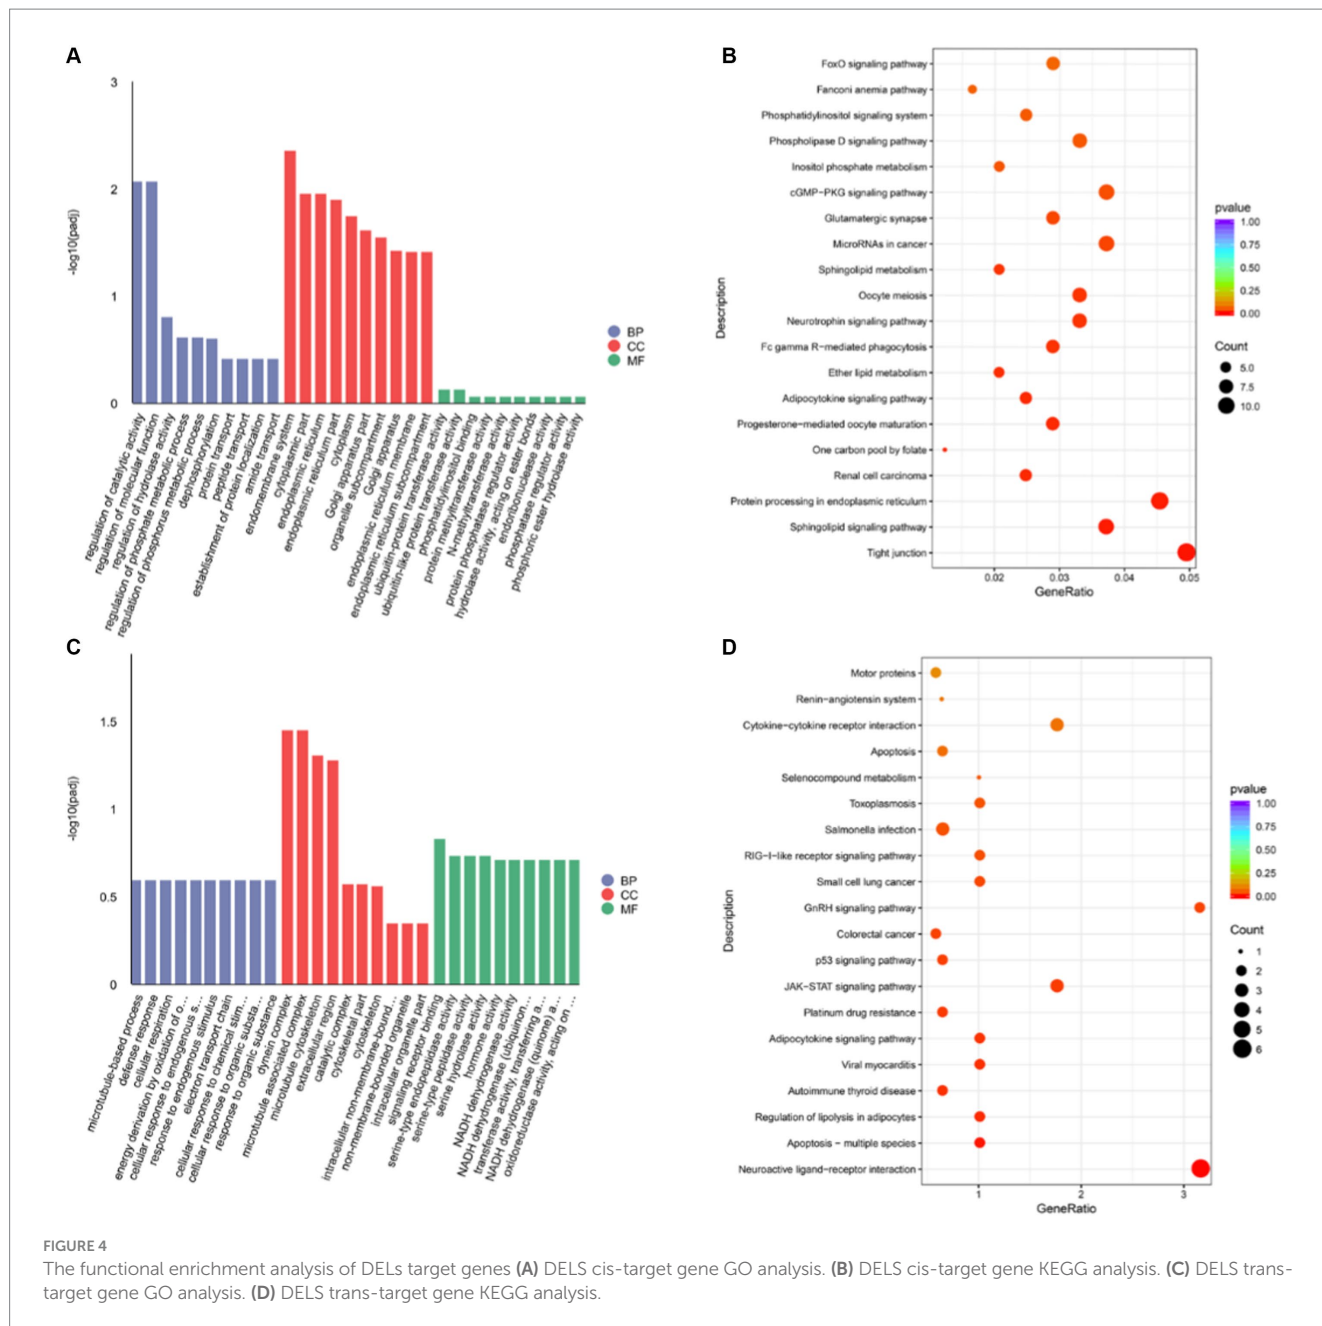 A
3
2
1
0
-log10(padj)
BP
CC
MF
regulation of catalytic activity
regulation of molecular function
regulation of hydrolase activity
regulation of phosphate metabolic process
regulation of phosphorus metabolic process
dephosphorylation
protein transport
peptide transport
establishment of protein localization
amide transport
endomembrane system
cytoplasmic part
endoplasmic reticulum
endoplasmic reticulum part
cytoplasm
Golgi apparatus part
organelle subcompartment
Golgi apparatus
endoplasmic reticulum membrane
endoplasmic reticulum subcompartment
ubiquitin-protein transferase activity
ubiquitin-like protein transferase activity
phosphatidylinositol binding
protein methyltransferase activity
N-methyltransferase activity
protein phosphatase regulator activity
hydrolase activity, acting on ester bonds
endoribonuclease activity
phosphatase regulator activity
phosphoric ester hydrolase activity
B
Description
FoxO signaling pathway
Fanconi anemia pathway
Phosphatidylinositol signaling system
Phospholipase D signaling pathway
Inositol phosphate metabolism
cGMP−PKG signaling pathway
Glutamatergic synapse
MicroRNAs in cancer
Sphingolipid metabolism
Oocyte meiosis
Neurotrophin signaling pathway
Fc gamma R−mediated phagocytosis
Ether lipid metabolism
Adipocytokine signaling pathway
Progesterone−mediated oocyte maturation
One carbon pool by folate
Renal cell carcinoma
Protein processing in endoplasmic reticulum
Sphingolipid signaling pathway
Tight junction
0.02 0.03 0.04 0.05
GeneRatio
pvalue
1.00
0.75
0.50
0.25
0.00
Count
5.0
7.5
10.0
C
1.5
1
0.5
0
-log10(padj)
BP
CC
MF
microtubule-based process
defense response
cellular respiration
energy derivation by oxidation of o…
cellular response to endogenous s…
response to endogenous stimulus
electron transport chain
cellular response to chemical stim…
cellular response to organic substa…
response to organic substance
dynein complex
microtubule associated complex
microtubule cytoskeleton
extracellular region
catalytic complex
cytoskeletal part
cytoskeleton
intracellular non-membrane-bound…
non-membrane-bounded organelle
intracellular organelle part
signaling receptor binding
serine-type endopeptidase activity
serine-type peptidase activity
serine hydrolase activity
hormone activity
NADH dehydrogenase activity
NADH dehydrogenase (ubiquinon…
transferase activity, transferring a…
NADH dehydrogenase (quinone) a…
oxidoreductase activity, acting on …
D
Description
Motor proteins
Renin−angiotensin system
Cytokine−cytokine receptor interaction
Apoptosis
Selenocompound metabolism
Toxoplasmosis
Salmonella infection
RIG−I−like receptor signaling pathway
Small cell lung cancer
GnRH signaling pathway
Colorectal cancer
p53 signaling pathway
JAK−STAT signaling pathway
Platinum drug resistance
Adipocytokine signaling pathway
Viral myocarditis
Autoimmune thyroid disease
Regulation of lipolysis in adipocytes
Apoptosis − multiple species
Neuroactive ligand−receptor interaction
1 2 3
GeneRatio
pvalue
1.00
0.75
0.50
0.25
0.00
Count
1
2
3
4
5
6
FIGURE 4
The functional enrichment analysis of DELs target genes (A) DELS cis-target gene GO analysis. (B) DELS cis-target gene KEGG analysis. (C) DELS trans-
target gene GO analysis. (D) DELS trans-target gene KEGG analysis.